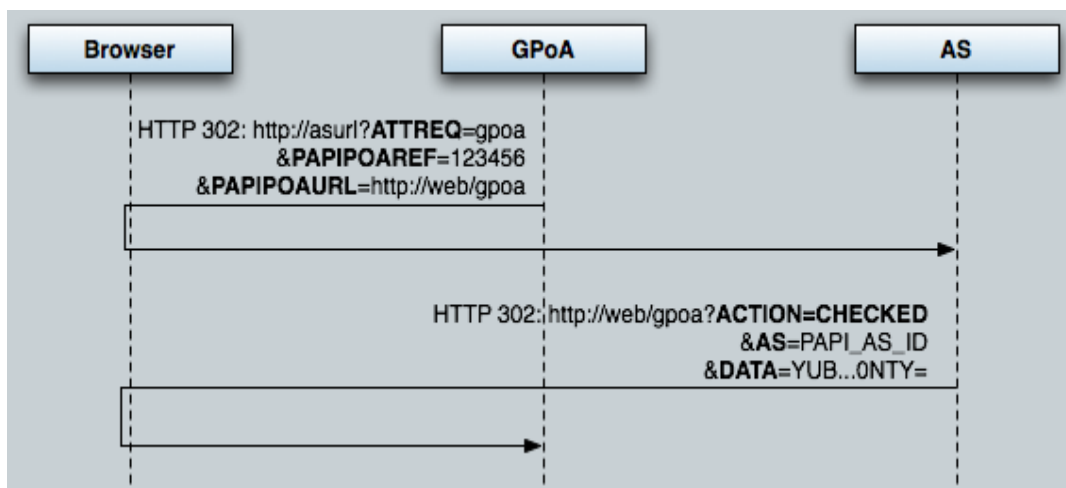 Browser
GPoA
AS
HTTP 302: http://asurl?ATTREQ=gpoa
&PAPIPOAREF=123456
&PAPIPOAURL=http://web/gpoa
HTTP 302: http://web/gpoa?ACTION=CHECKED
&AS=PAPI_AS_ID
&DATA=YUB...0NTY=